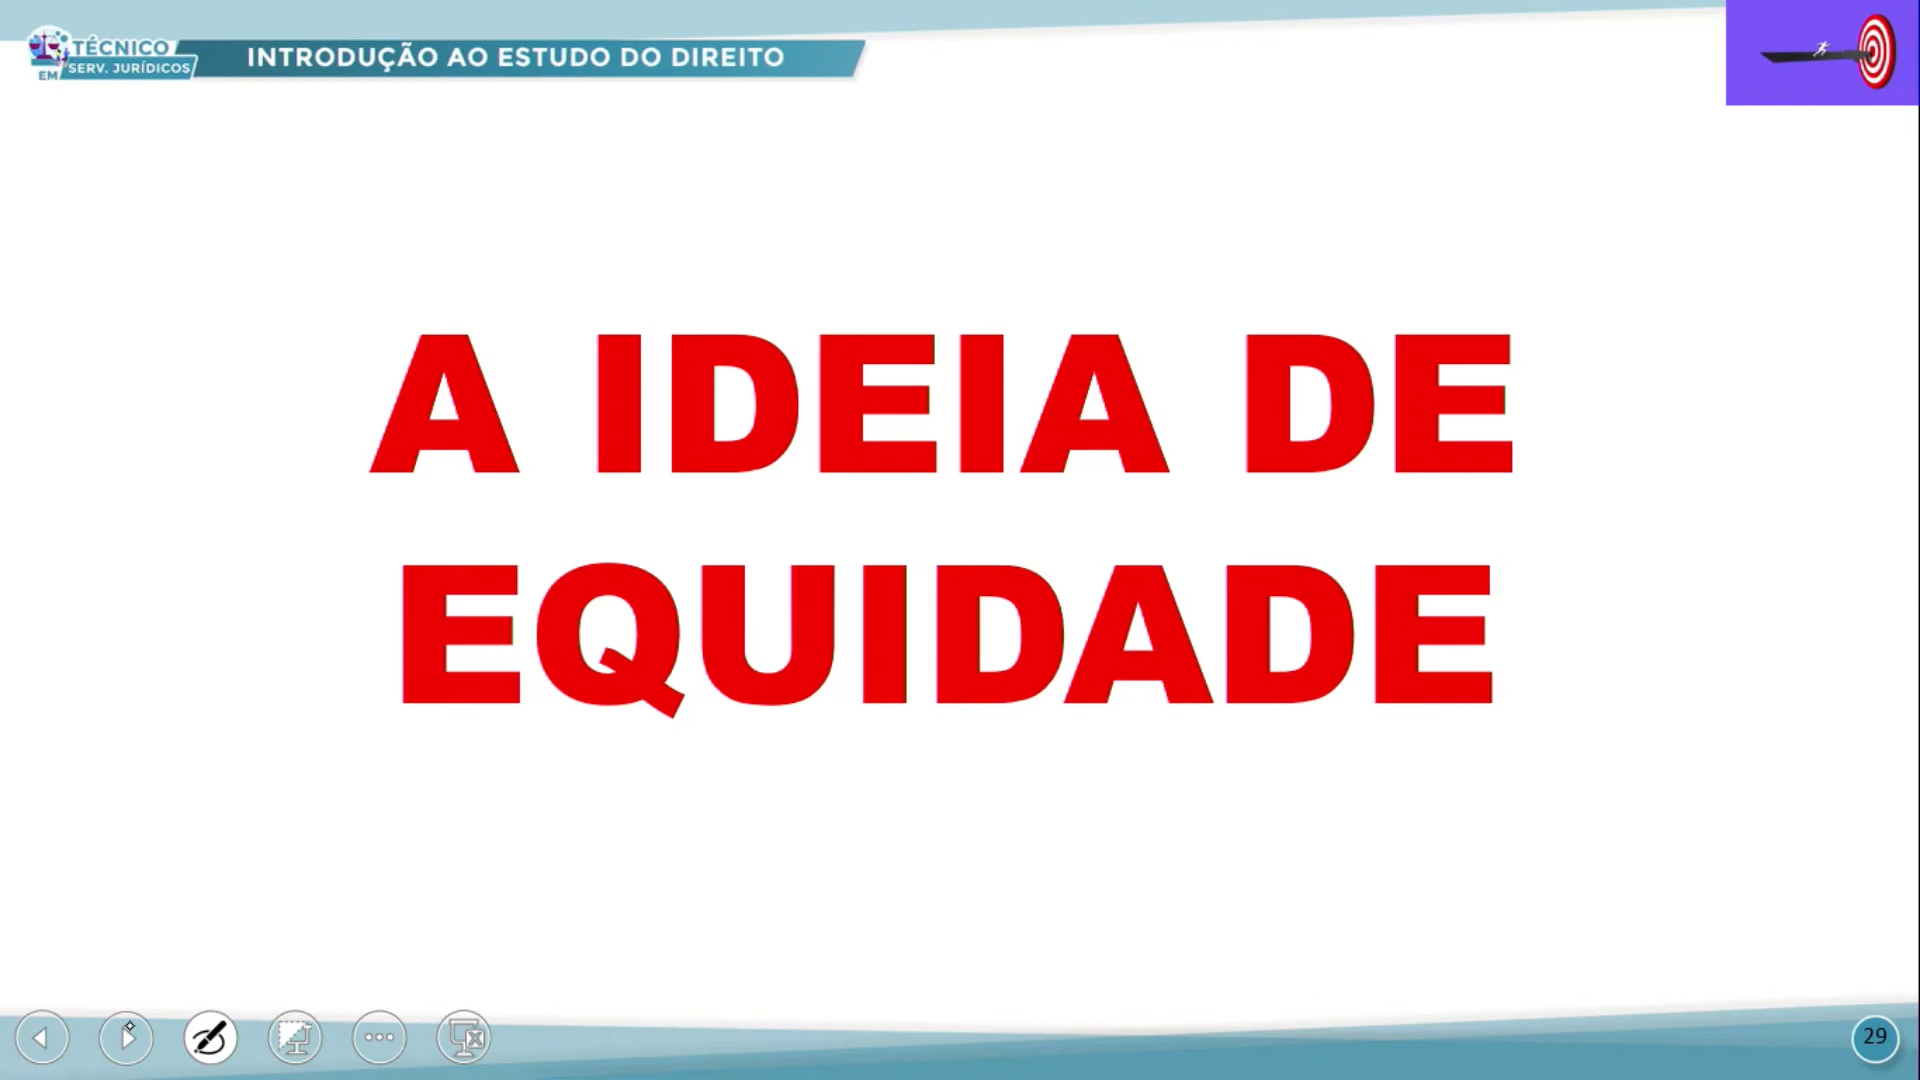 TÉCNICO
EM SERV. JURÍDICOS
INTRODUÇÃO AO ESTUDO DO DIREITO
A IDEIA DE
EQUIDADE
29